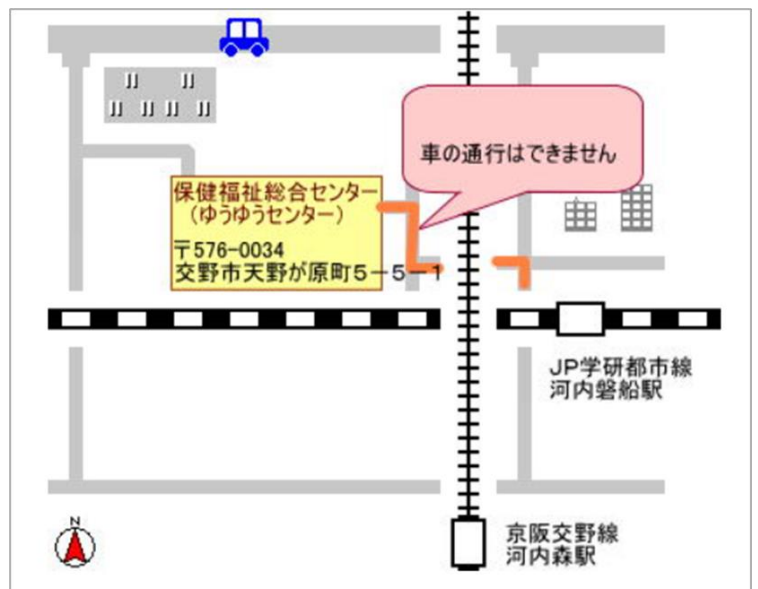 車の通行はできません
保健福祉総合センター
（ゆうゆうセンター）
〒576-0034
交野市天野が原町５－５－１
ＪＰ学研都市線
河内磐船駅
京阪交野線
河内森駅
N